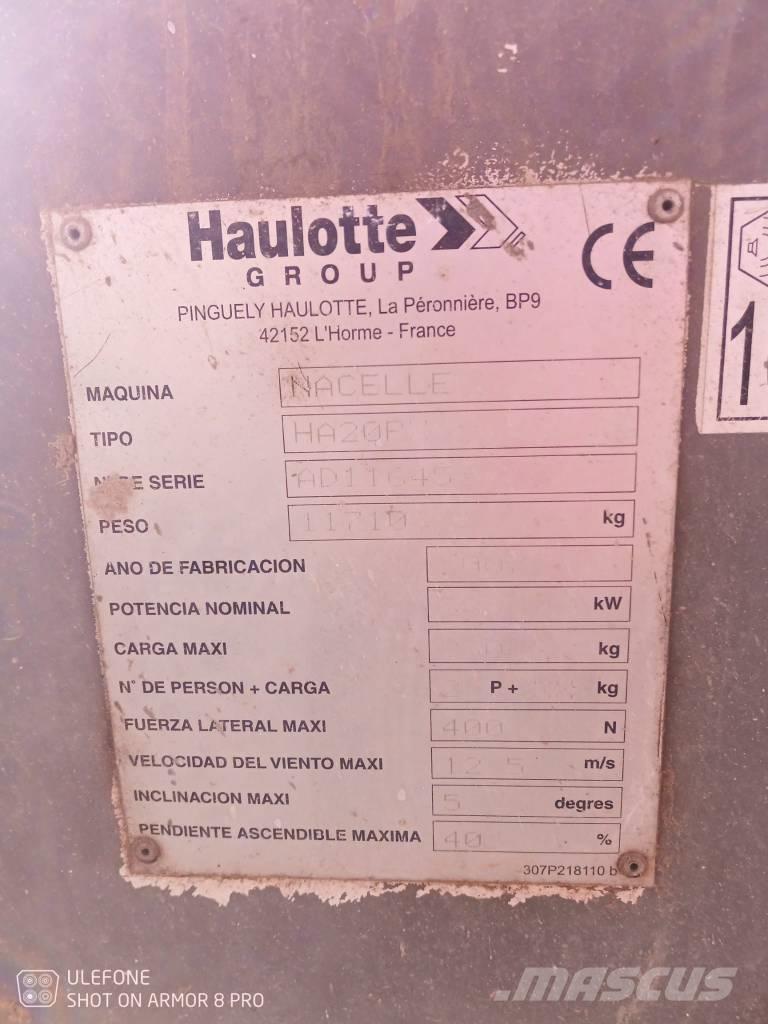 Haulotte
GROUP
CE
PINGUELY HAULOTTE, La Péronnière, BP9
42152 L'Horme - France
MAQUINA NACELLE
TIPO HA20P
N° DE SERIE AD11645
PESO 11710 kg
ANO DE FABRICACION
POTENCIA NOMINAL kW
CARGA MAXI kg
N° DE PERSON + CARGA P + kg
FUERZA LATERAL MAXI 400 N
VELOCIDAD DEL VIENTO MAXI 12.5 m/s
INCLINACION MAXI 5 degres
PENDIENTE ASCENDIBLE MAXIMA 40 %
307P218110 b
1
ULEFONE
SHOT ON ARMOR 8 PRO
MASCUS